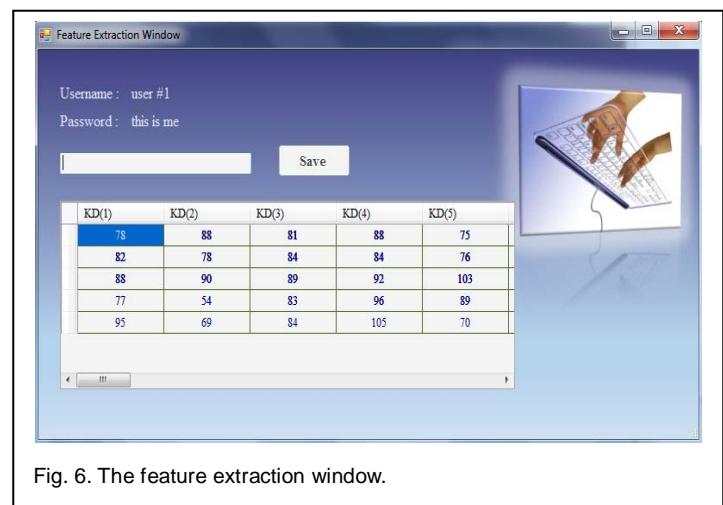 Feature Extraction Window
Username : user #1
Password : this is me
Save
KD(1) KD(2) KD(3) KD(4) KD(5)
78 88 81 88 75
82 78 84 84 76
88 90 89 92 103
77 54 83 96 89
95 69 84 105 70
Fig. 6. The feature extraction window.